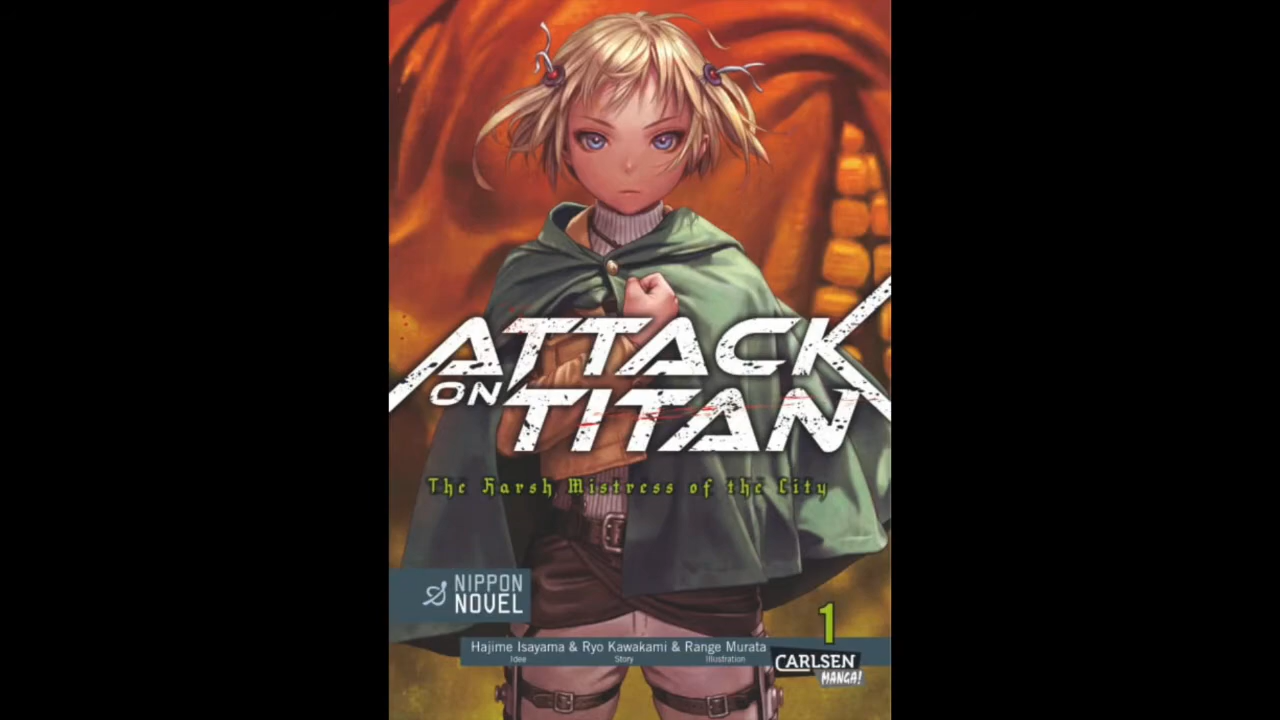 ATTACK
ON TITAN
The Harsh Mistress of the City
NIPPON
NOVEL
1
Hajime Isayama & Ryo Kawakami & Range Murata
Idee Story Illustration
CARLSEN
MANGA!